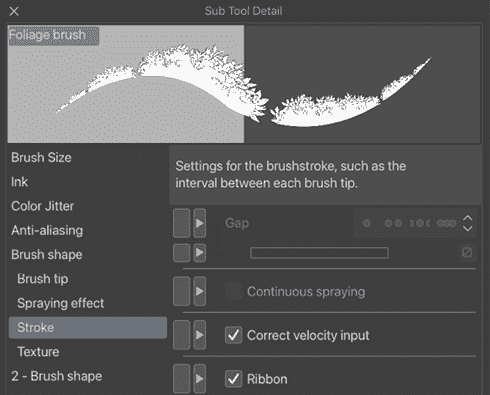 Sub Tool Detail
Foliage brush
Brush Size
Ink
Color Jitter
Anti-aliasing
Brush shape
Brush tip
Spraying effect
Stroke
Texture
2 - Brush shape
Settings for the brushstroke, such as the
interval between each brush tip.
Gap
Continuous spraying
Correct velocity input
Ribbon